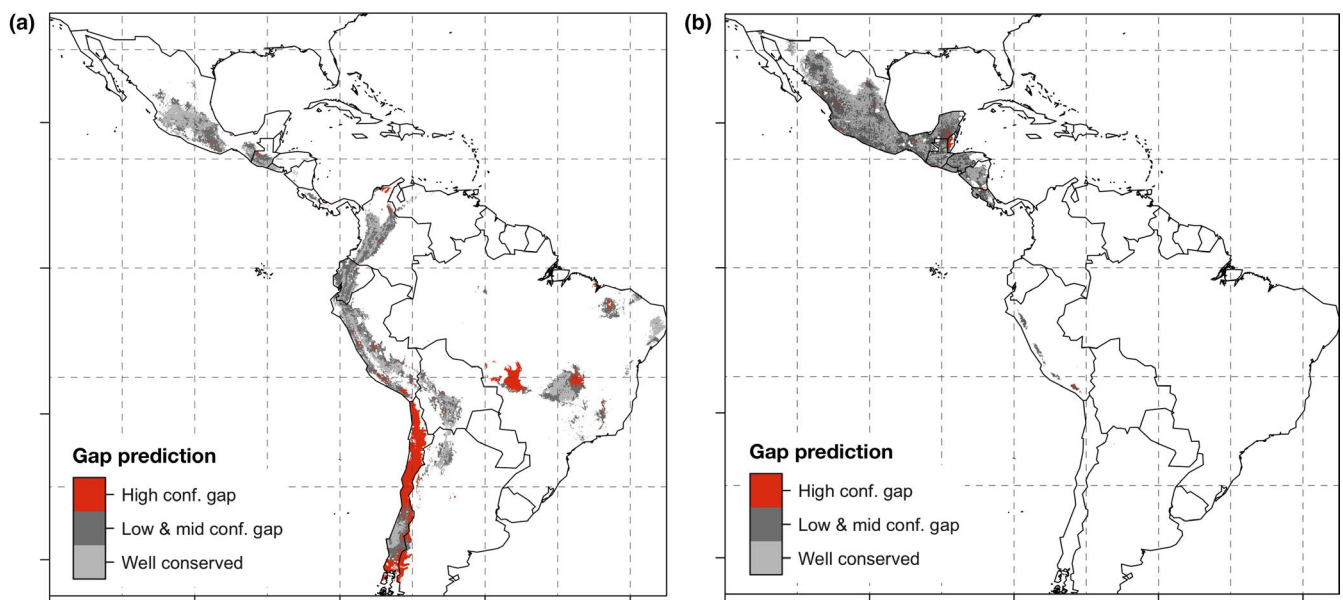 (a)
Gap prediction
High conf. gap
Low & mid conf. gap
Well conserved
(b)
Gap prediction
High conf. gap
Low & mid conf. gap
Well conserved